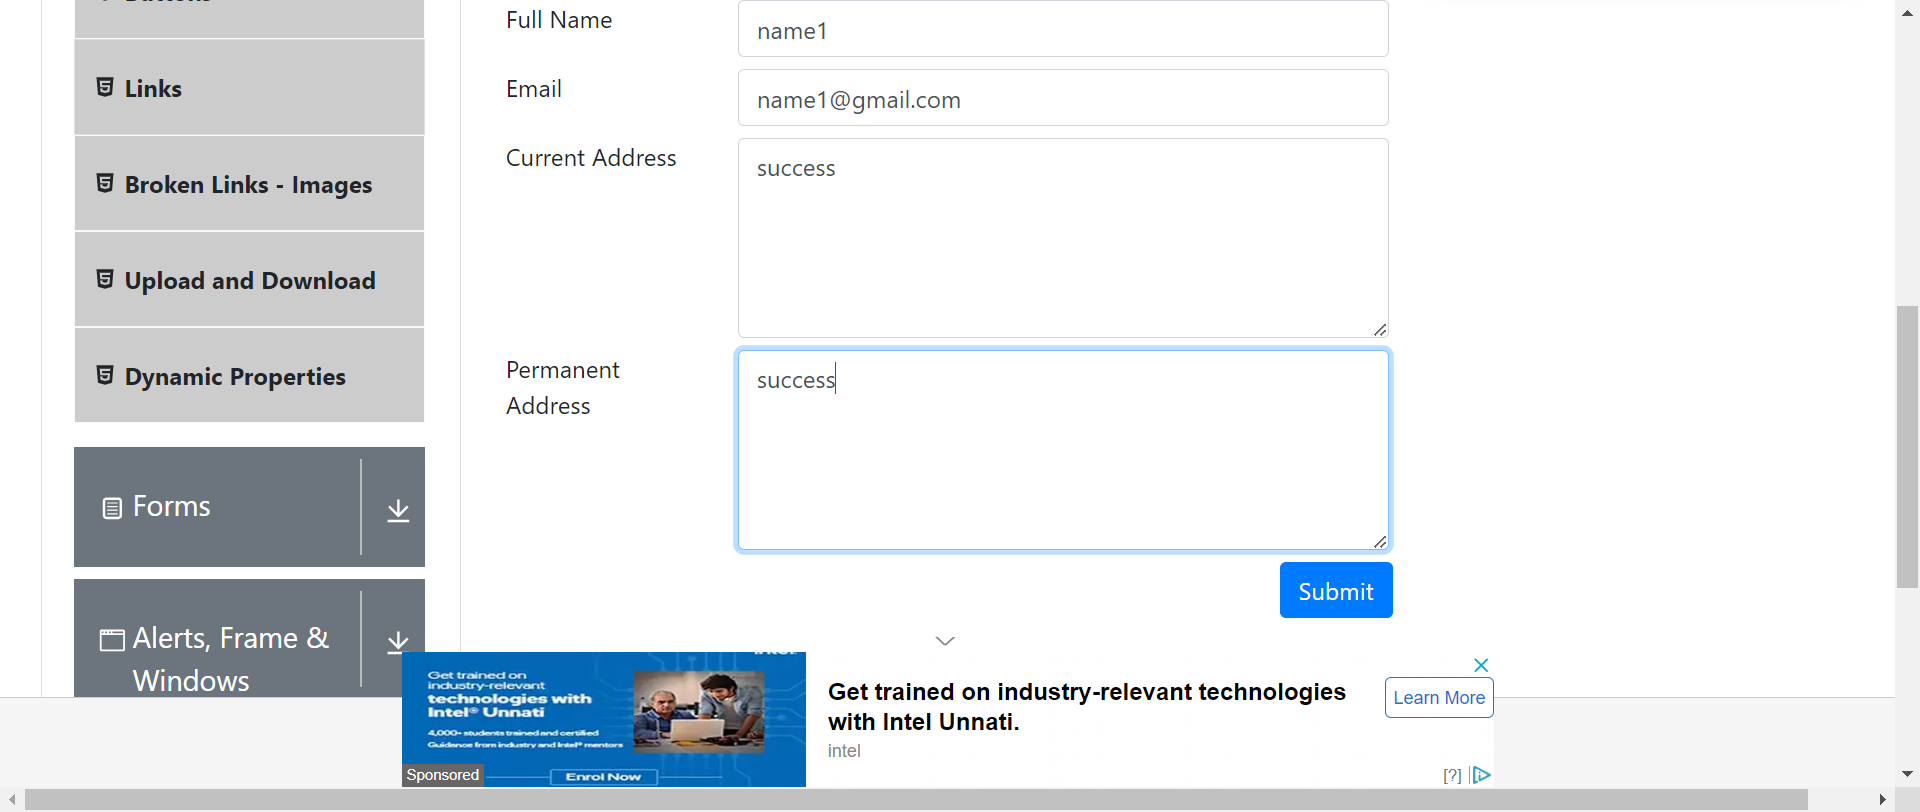 Full Name
name1
Links
Email
name1@gmail.com
Broken Links - Images
Current Address
success
Upload and Download
Dynamic Properties
Permanent
Address
success
Forms
Submit
Alerts, Frame &
Windows
Get trained on
industry-relevant
technologies with
Intel® Unnati
4,000+ students trained and certified
Guidance from industry and Intel® mentors
Enrol Now
Sponsored
Get trained on industry-relevant technologies
with Intel Unnati.
intel
Learn More
[?]